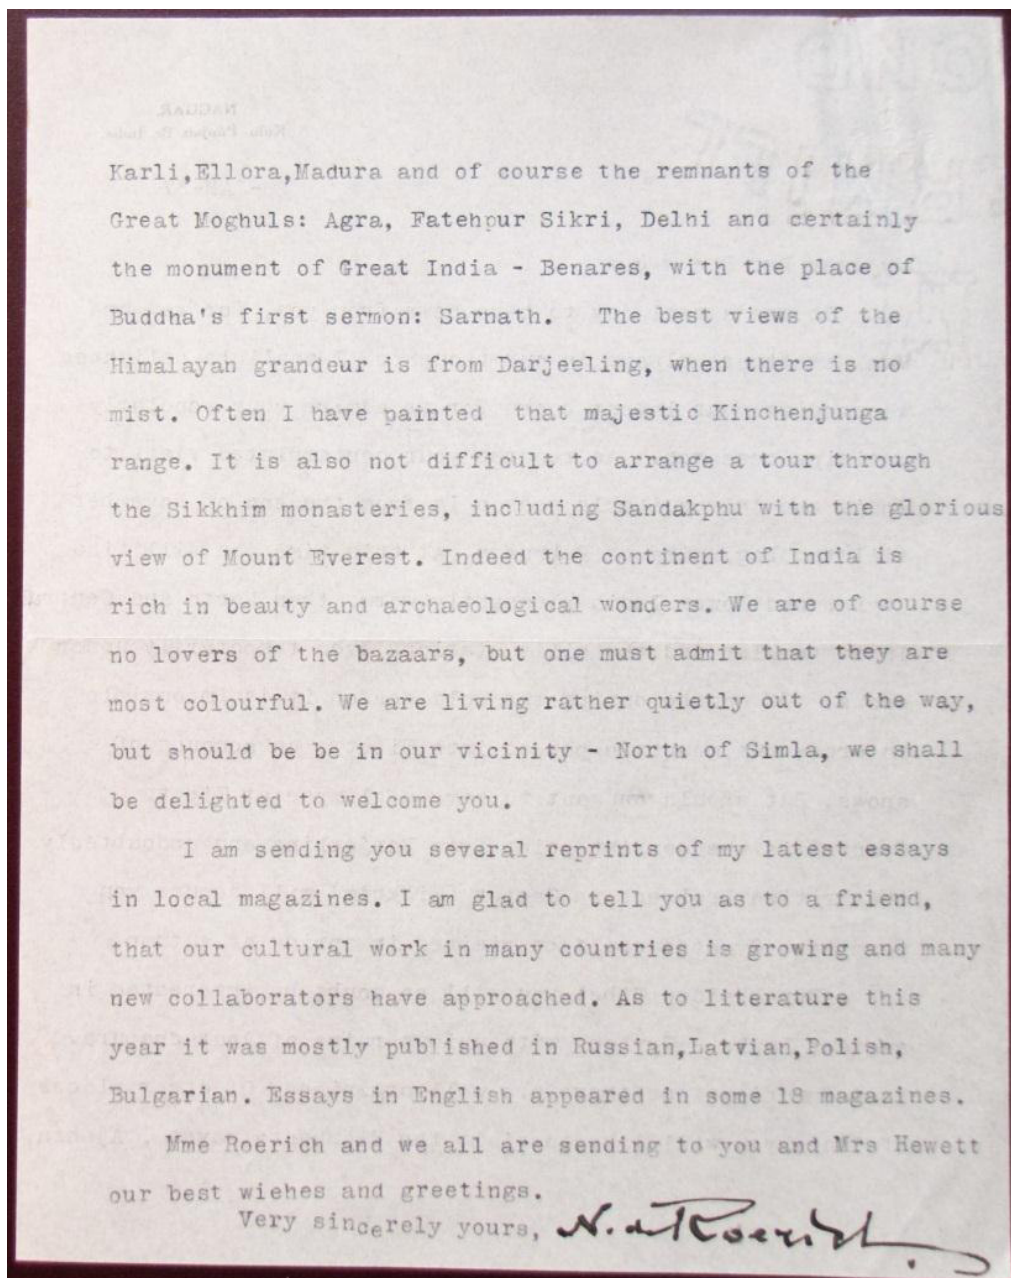 Karli,Ellora,Madura and of course the remnants of the
Great Moghuls: Agra, Fatehpur Sikri, Delhi and certainly
the monument of Great India - Benares, with the place of
Buddha's first sermon: Sarnath. The best views of the
Himalayan grandeur is from Darjeeling, when there is no
mist. Often I have painted that majestic Kinchenjunga
range. It is also not difficult to arrange a tour through
the Sikkhim monasteries, including Sandakphu with the glorious
view of Mount Everest. Indeed the continent of India is
rich in beauty and archaeological wonders. We are of course
no lovers of the bazaars, but one must admit that they are
most colourful. We are living rather quietly out of the way,
but should be be in our vicinity - North of Simla, we shall
be delighted to welcome you.
I am sending you several reprints of my latest essays
in local magazines. I am glad to tell you as to a friend,
that our cultural work in many countries is growing and many
new collaborators have approached. As to literature this
year it was mostly published in Russian,Latvian,Polish,
Bulgarian. Essays in English appeared in some 18 magazines.
Mme Roerich and we all are sending to you and Mrs Hewett
our best wiehes and greetings.
Very sincerely yours, N. de Roerich.